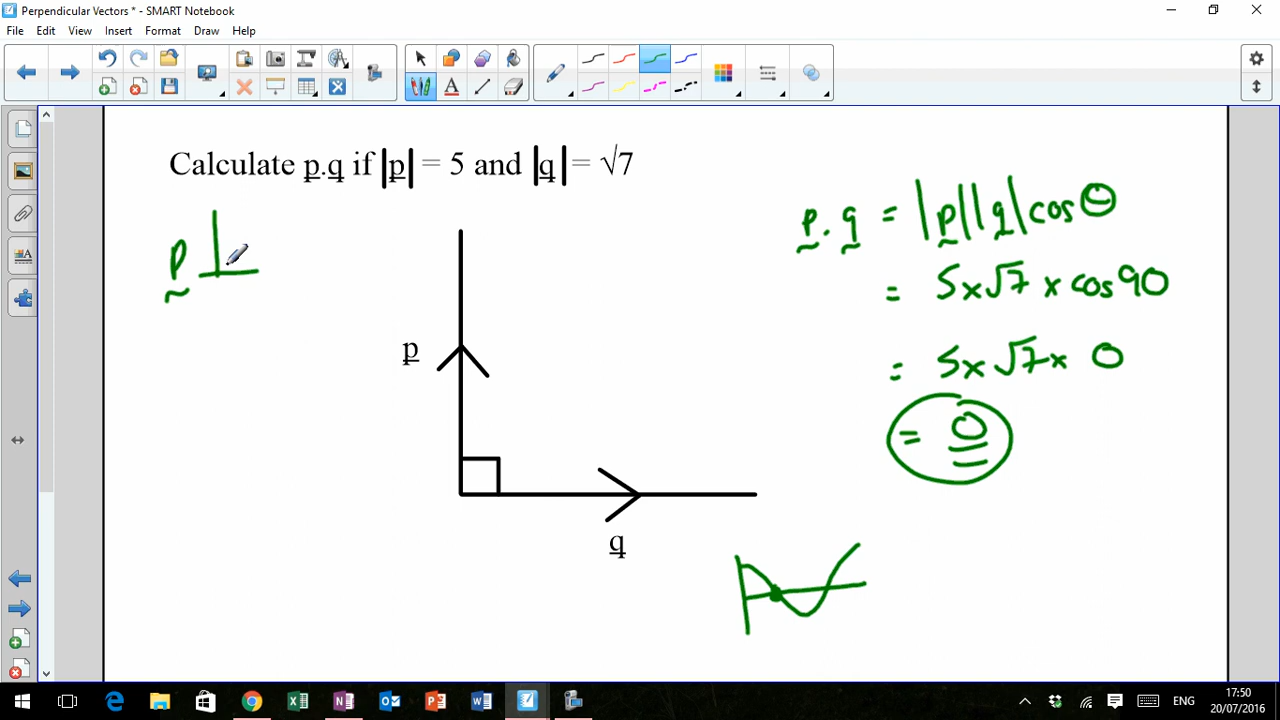 Perpendicular Vectors * - SMART Notebook
File Edit View Insert Format Draw Help
Calculate p.q if |p| = 5 and |q| = √7
p ⊥
p
q
p . q = |p||q| cos Θ
= 5 x √7 x cos 90
= 5 x √7 x 0
= 0
ENG
17:50
20/07/2016